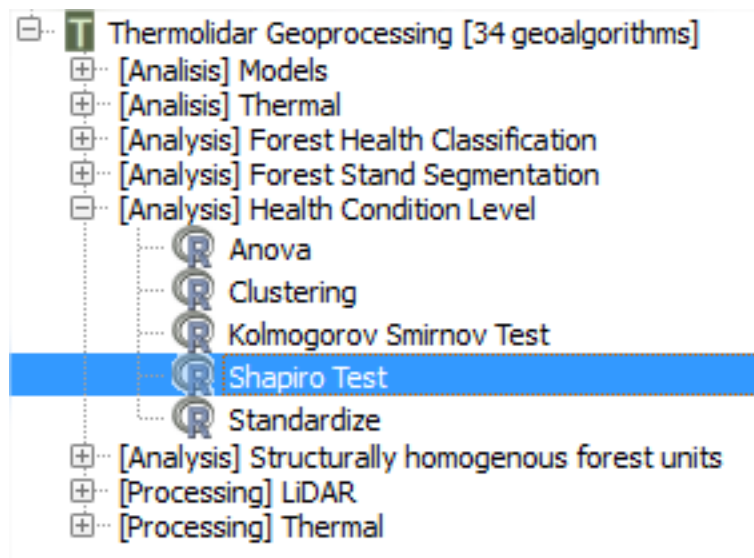 T Thermolidar Geoprocessing [34 geoalgorithms]
[Analisis] Models
[Analisis] Thermal
[Analysis] Forest Health Classification
[Analysis] Forest Stand Segmentation
[Analysis] Health Condition Level
R Anova
R Clustering
R Kolmogorov Smirnov Test
R Shapiro Test
R Standardize
[Analysis] Structurally homogenous forest units
[Processing] LiDAR
[Processing] Thermal